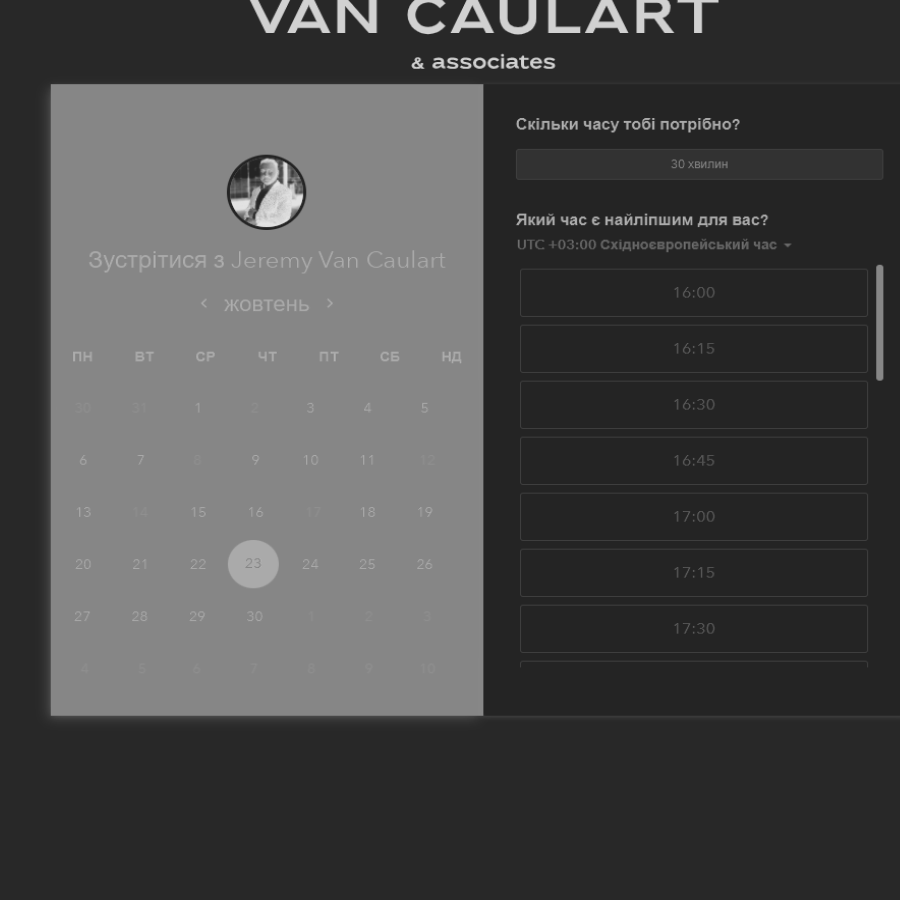 VAN CAULART
& associates
Зустрітися з Jeremy Van Caulart
жовтень
ПН ВТ СР ЧТ ПТ СБ НД
30 31 1 2 3 4 5
6 7 8 9 10 11 12
13 14 15 16 17 18 19
20 21 22 23 24 25 26
27 28 29 30 1 2 3
4 5 6 7 8 9 10
Скільки часу тобі потрібно?
30 хвилин
Який час є найліпшим для вас?
UTC +03:00 Східноєвропейський час
16:00
16:15
16:30
16:45
17:00
17:15
17:30